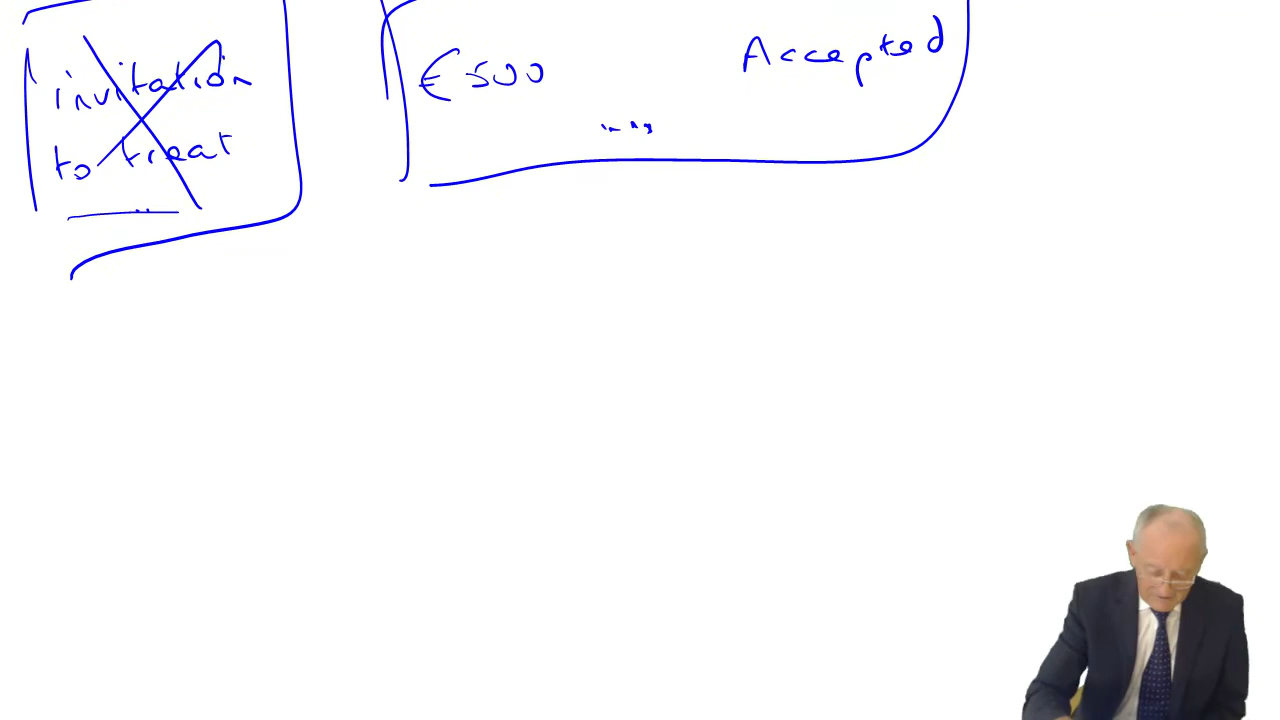 invitation
to treat
€500
Accepted